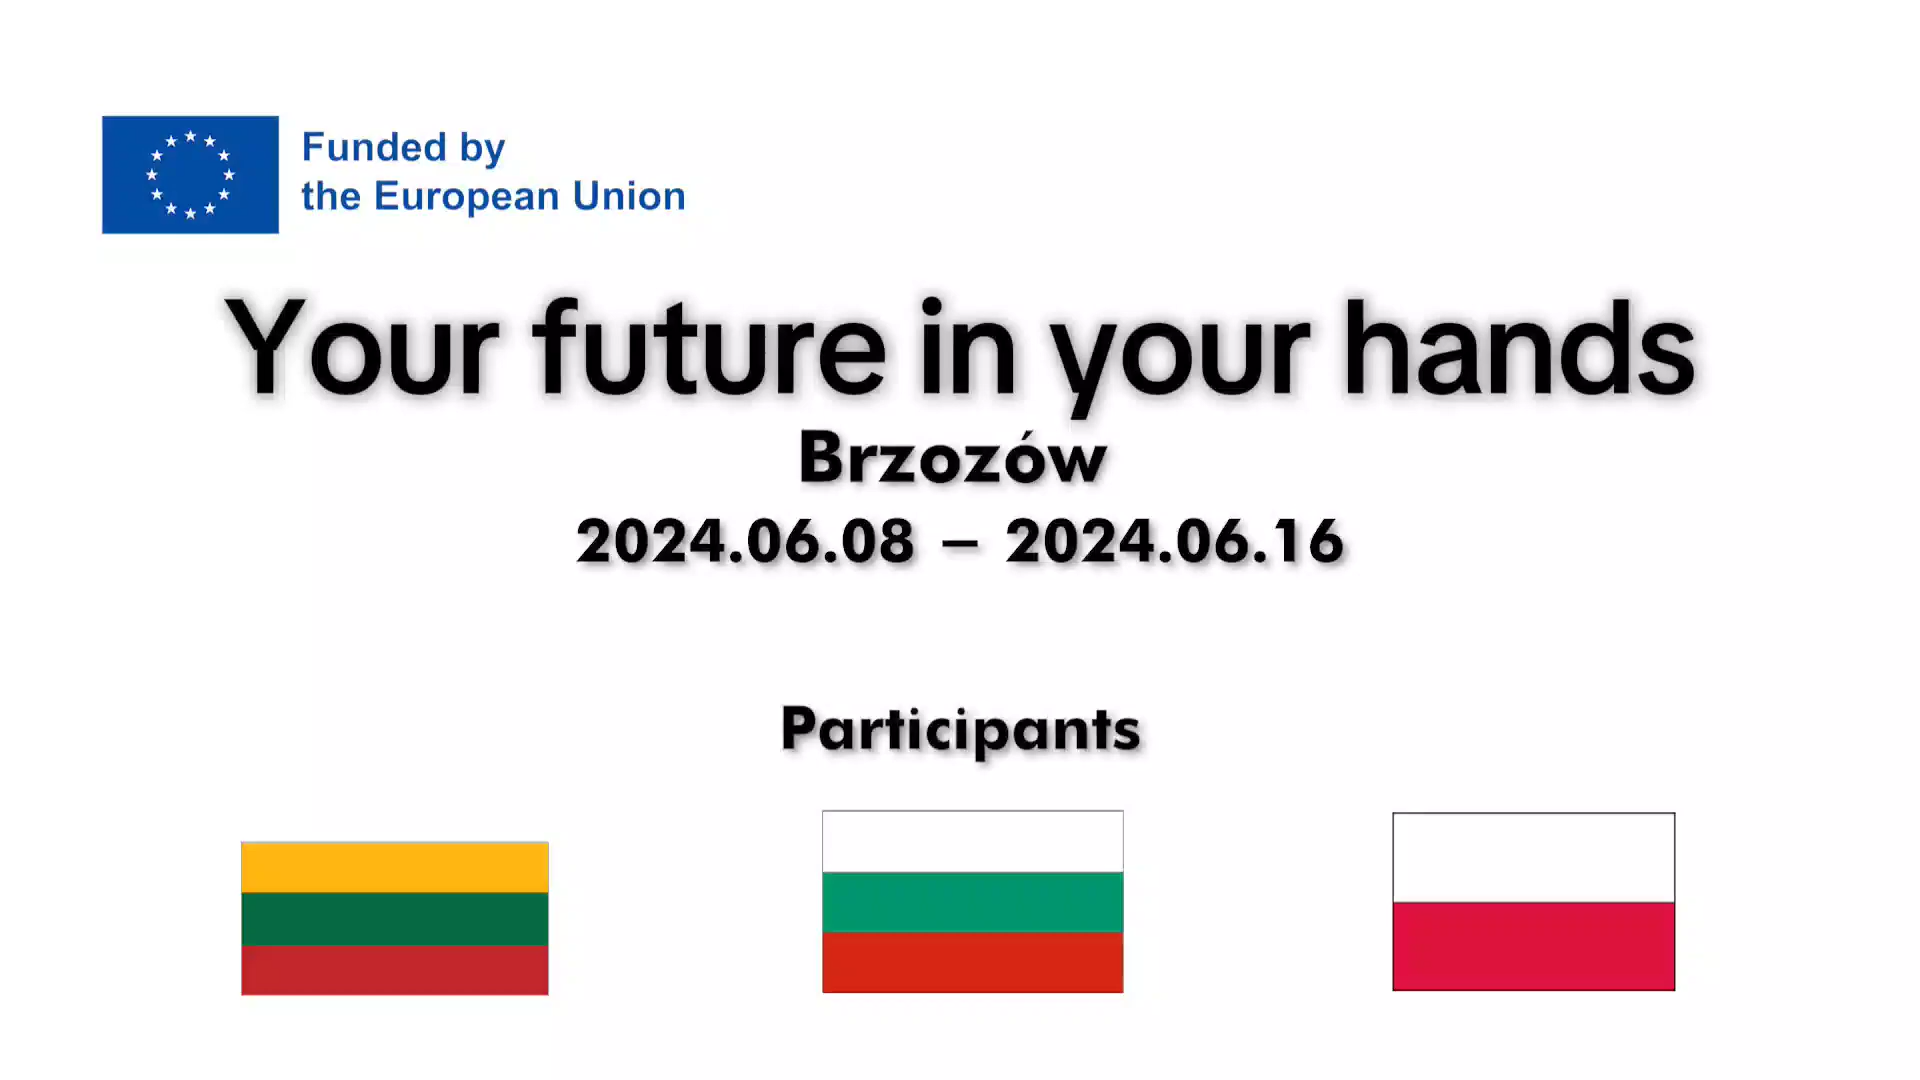 Funded by
the European Union
Your future in your hands
Brzozów
2024.06.08 – 2024.06.16
Participants